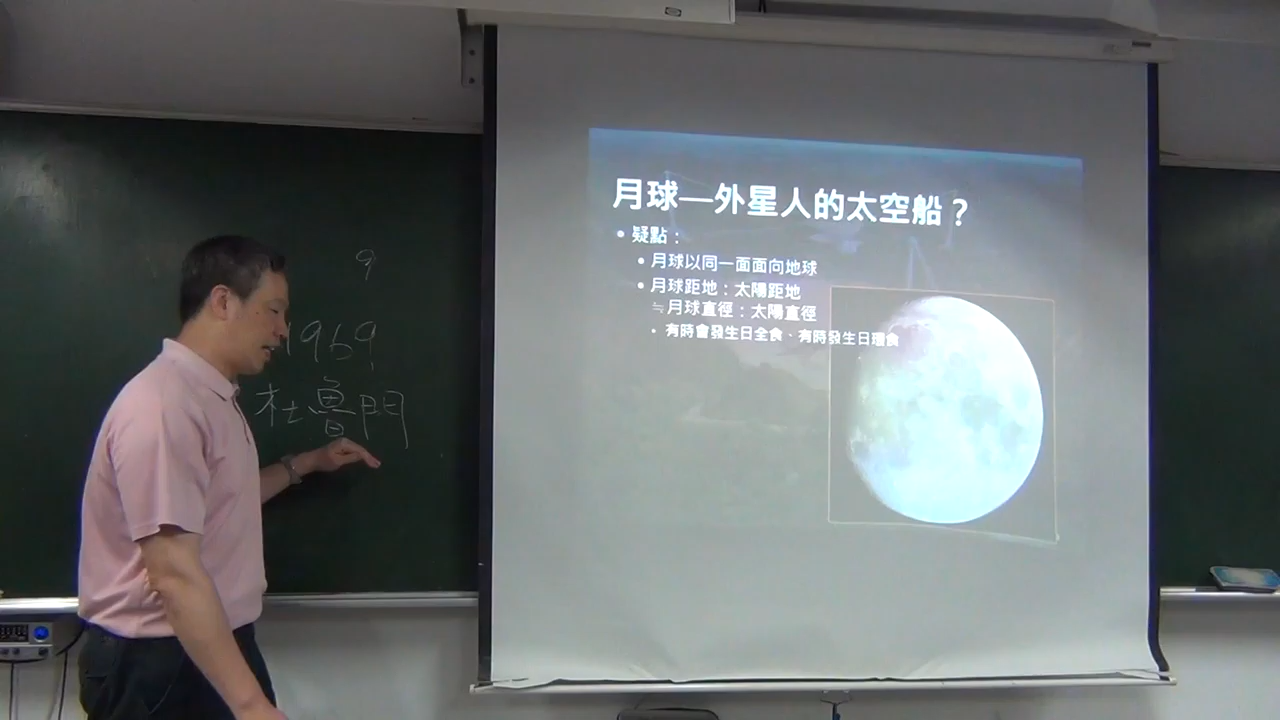 9
1969
杜魯門
月球—外星人的太空船？
• 疑點：
• 月球以同一面面向地球
• 月球距地：太陽距地
≒月球直徑：太陽直徑
• 有時會發生日全食、有時發生日環食